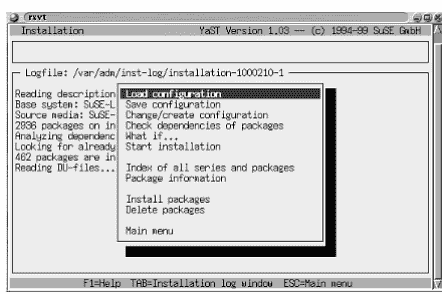 rxvt
Installation YaST Version 1.03 -- (c) 1994-99 SuSE GmbH
Logfile: /var/adm/inst-log/installation-1000210-1
Reading description
Base system: SuSE-L
Source media: SuSE-
2936 packages on in
Analyzing dependenc
Looking for already
462 packages are in
Reading DU-files...
Load configuration
Save configuration
Change/create configuration
Check dependencies of packages
What if...
Start installation
Index of all series and packages
Package information
Install packages
Delete packages
Main menu
F1=Help TAB=Installation log window ESC=Main menu